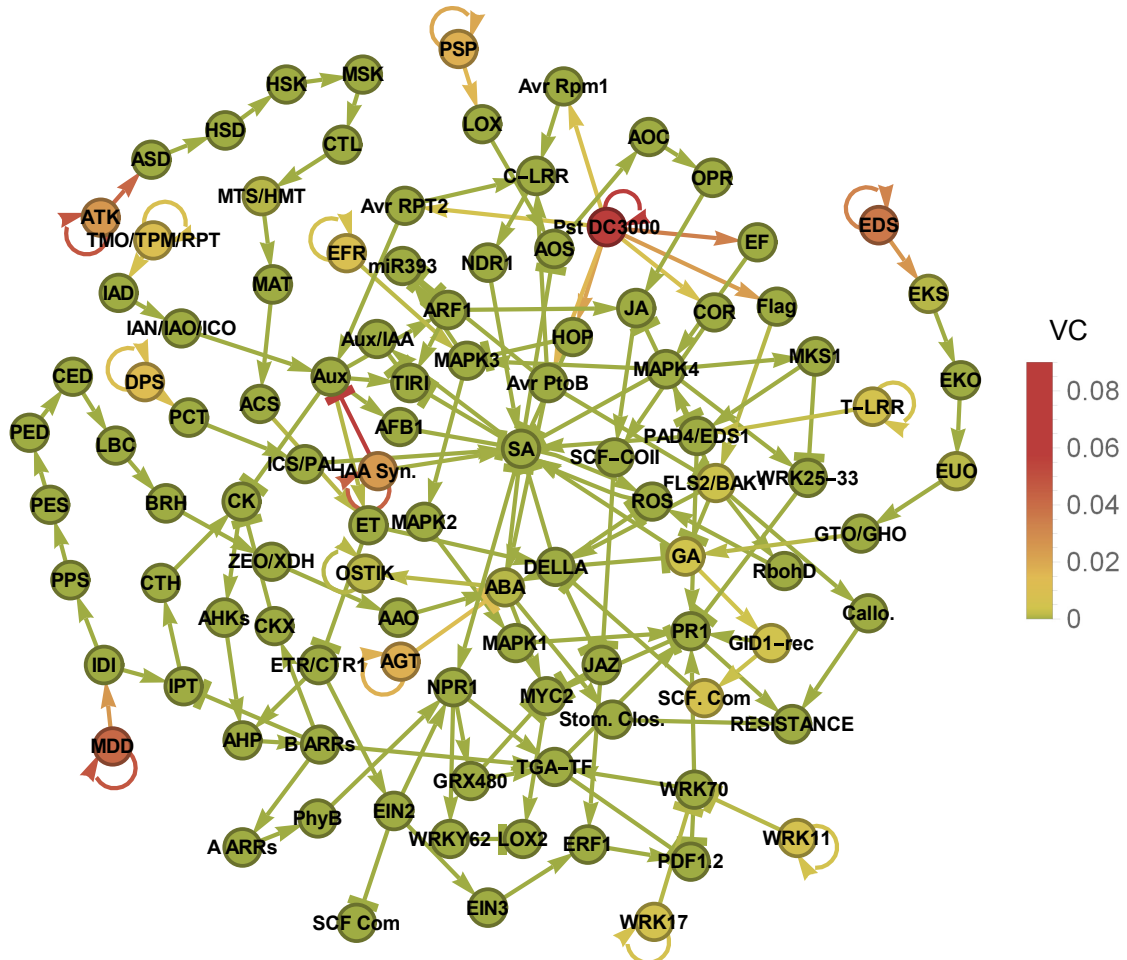 PSP
HSK
MSK
Avr Rpm1
LOX
HSD
AOC
CTL
ASD
C−LRR
OPR
MTS/HMT
Avr RPT2
ATK
Pst DC3000
EDS
TMO/TPM/RPT
EF
EFR
AOS
miR393
NDR1
MAT
IAD
EKS
JA
Flag
ARF1
COR
IAN/IAO/ICO
HOP
Aux/IAA
MKS1
VC
MAPK3
MAPK4
CED
Aux
TIRI
Avr PtoB
DPS
EKO
0.08
ACS
T−LRR
PCT
AFB1
PED
LBC
PAD4/EDS1
0.06
SA
SCF−COII
ICS/PAL
IAA Syn.
EUO
FLS2/BAK1
WRK25−33
0.04
CK
ROS
PES
BRH
ET
MAPK2
GTO/GHO
0.02
GA
ZEO/XDH
DELLA
OSTIK
RbohD
PPS
CTH
ABA
0
AHKs
AAO
Callo.
CKX
PR1
MAPK1
GID1−rec
IDI
ETR/CTR1
AGT
JAZ
IPT
NPR1
MYC2
SCF. Com
Stom. Clos.
RESISTANCE
MDD
AHP
B ARRs
TGA−TF
GRX480
WRK70
EIN2
PhyB
A ARRs
WRKY62
LOX2
ERF1
WRK11
PDF1.2
EIN3
SCF Com
WRK17